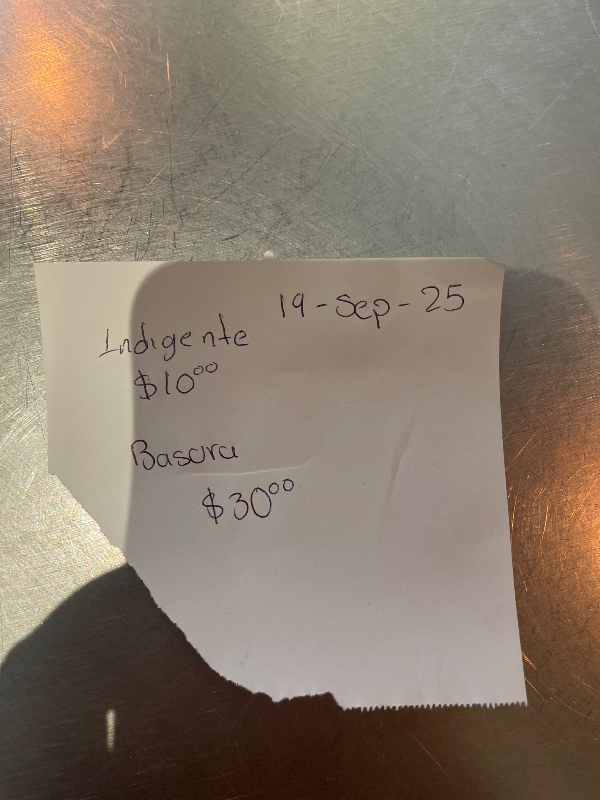 19-Sep-25
Indigente
$10⁰⁰
Basura
$30⁰⁰